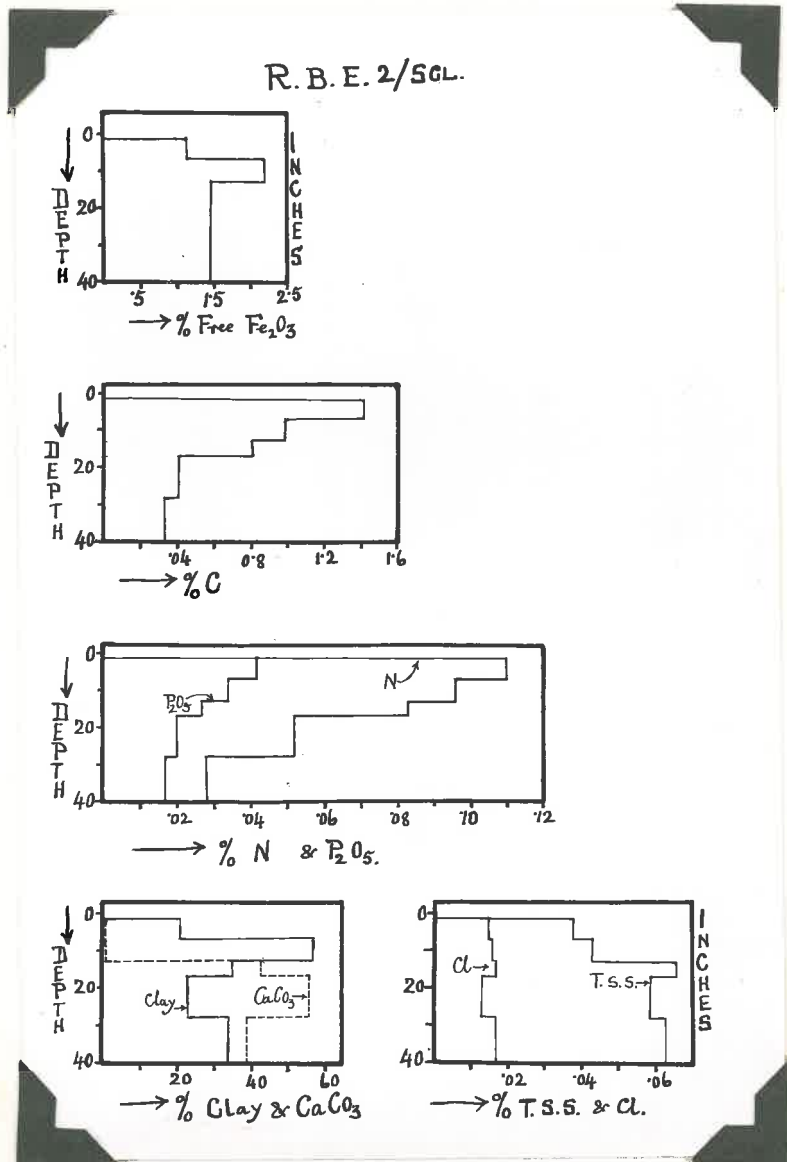 R.B.E. 2/SCL.
0
20
40
DEPTH
INCHES
.5 1.5 2.5
% Free Fe2O3
0
20
40
DEPTH
.04 0.8 1.2 1.6
% C
0
20
40
DEPTH
P2O5
N
.02 .04 .06 .08 .10 .12
% N & P2O5.
0
20
40
DEPTH
Clay
CaCO3
20 40 60
% Clay & CaCO3
0
20
40
INCHES
Cl
T.S.S.
.02 .04 .06
% T.S.S. & Cl.